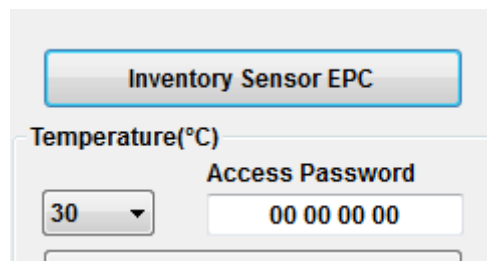 Inventory Sensor EPC
Temperature(°C)
Access Password
30 00 00 00 00